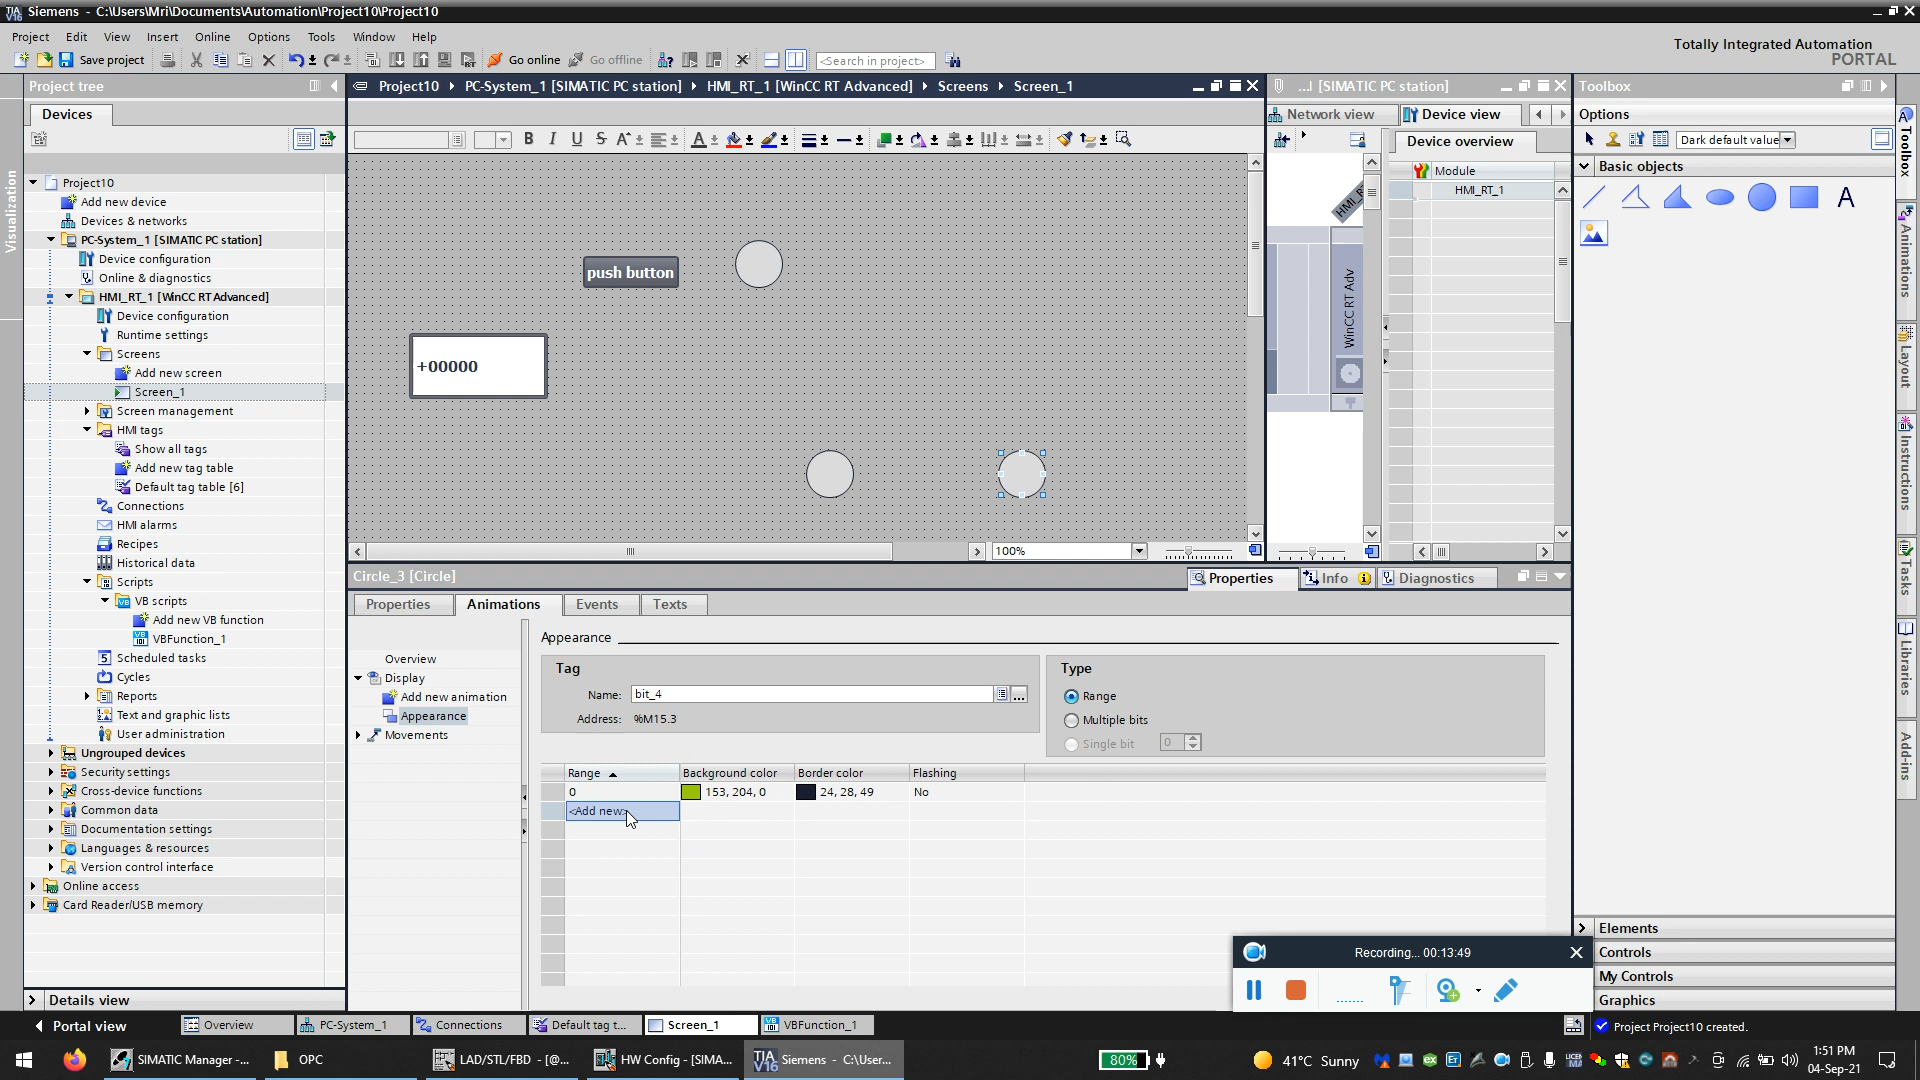 Siemens - C:\Users\Mri\Documents\Automation\Project10\Project10
Project Edit View Insert Online Options Tools Window Help
Totally Integrated Automation
PORTAL
Save project
Go online
Go offline
<Search in project>
Project tree
Project10 PC-System_1 [SIMATIC PC station] HMI_RT_1 [WinCC RT Advanced] Screens Screen_1
...l [SIMATIC PC station]
Toolbox
Devices
Network view
Device view
Options
Device overview
Dark default value
Module
HMI_RT_1
Basic objects
Visualization
Project10
Add new device
Devices & networks
PC-System_1 [SIMATIC PC station]
Device configuration
Online & diagnostics
HMI_RT_1 [WinCC RT Advanced]
Device configuration
Runtime settings
Screens
Add new screen
Screen_1
Screen management
HMI tags
Show all tags
Add new tag table
Default tag table [6]
Connections
HMI alarms
Recipes
Historical data
Scripts
VB scripts
Add new VB function
VBFunction_1
Scheduled tasks
Cycles
Reports
Text and graphic lists
User administration
Ungrouped devices
Security settings
Cross-device functions
Common data
Documentation settings
Languages & resources
Version control interface
Online access
Card Reader/USB memory
Details view
push button
+00000
100%
WinCC RT Adv
Toolbox
Animations
Layout
Instructions
Tasks
Libraries
Add-ins
Circle_3 [Circle]
Properties
Info
Diagnostics
Properties
Animations
Events
Texts
Overview
Display
Add new animation
Appearance
Movements
Appearance
Tag
Name: bit_4
Address: %M15.3
Type
Range
Multiple bits
Single bit 0
Range Background color Border color Flashing
0 153, 204, 0 24, 28, 49 No
<Add new>
Elements
Controls
My Controls
Graphics
Recording... 00:13:49
Portal view
Overview
PC-System_1
Connections
Default tag t...
Screen_1
VBFunction_1
Project Project10 created.
SIMATIC Manager -...
OPC
LAD/STL/FBD - [@...
HW Config - [SIMA...
Siemens - C:\User...
80%
41°C Sunny
1:51 PM
04-Sep-21